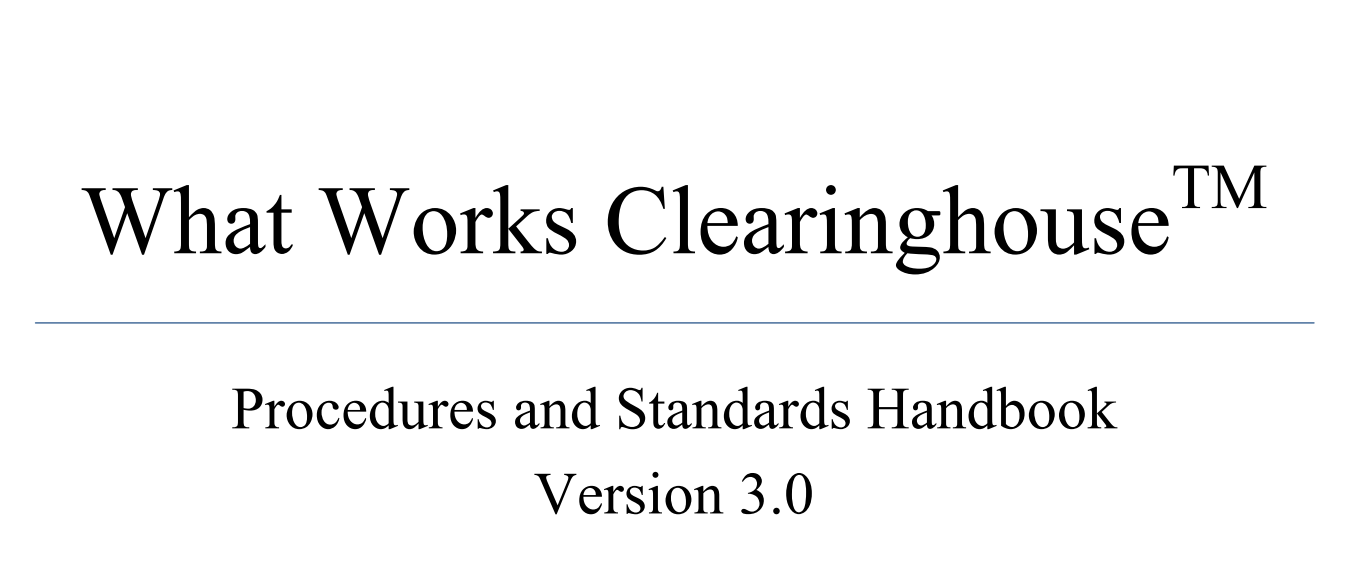 What Works Clearinghouse™
Procedures and Standards Handbook
Version 3.0